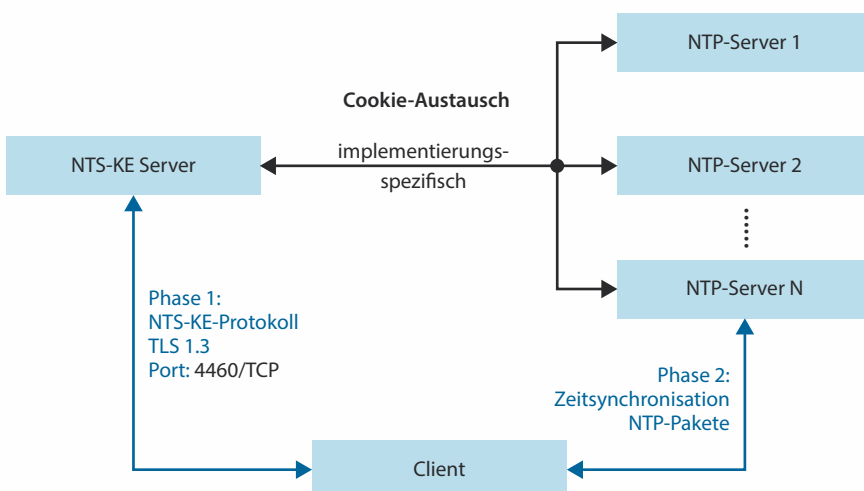 NTP-Server 1
Cookie-Austausch
NTS-KE Server
implementierungs-
spezifisch
NTP-Server 2
NTP-Server N
Phase 1:
NTS-KE-Protokoll
TLS 1.3
Port: 4460/TCP
Phase 2:
Zeitsynchronisation
NTP-Pakete
Client